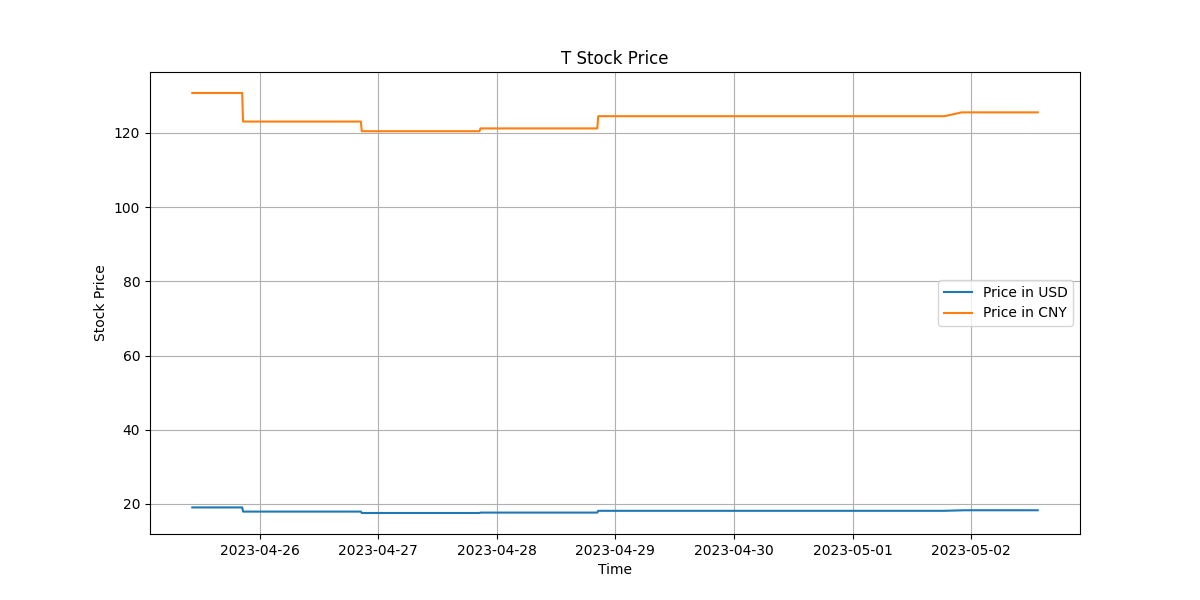 T Stock Price
Stock Price
120
100
80
60
40
20
Price in USD
Price in CNY
2023-04-26
2023-04-27
2023-04-28
2023-04-29
2023-04-30
2023-05-01
2023-05-02
Time